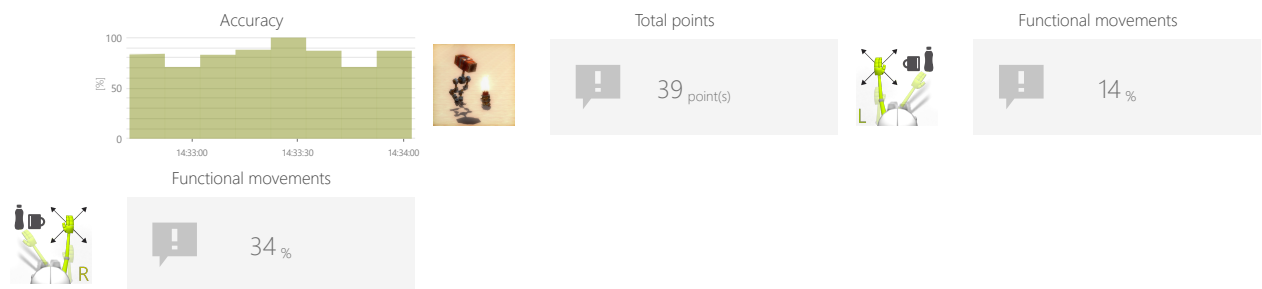 Accuracy
Total points
Functional movements
100
[%]
50
0
14:33:00
14:33:30
14:34:00
39 point(s)
L
14 %
Functional movements
34 %
R